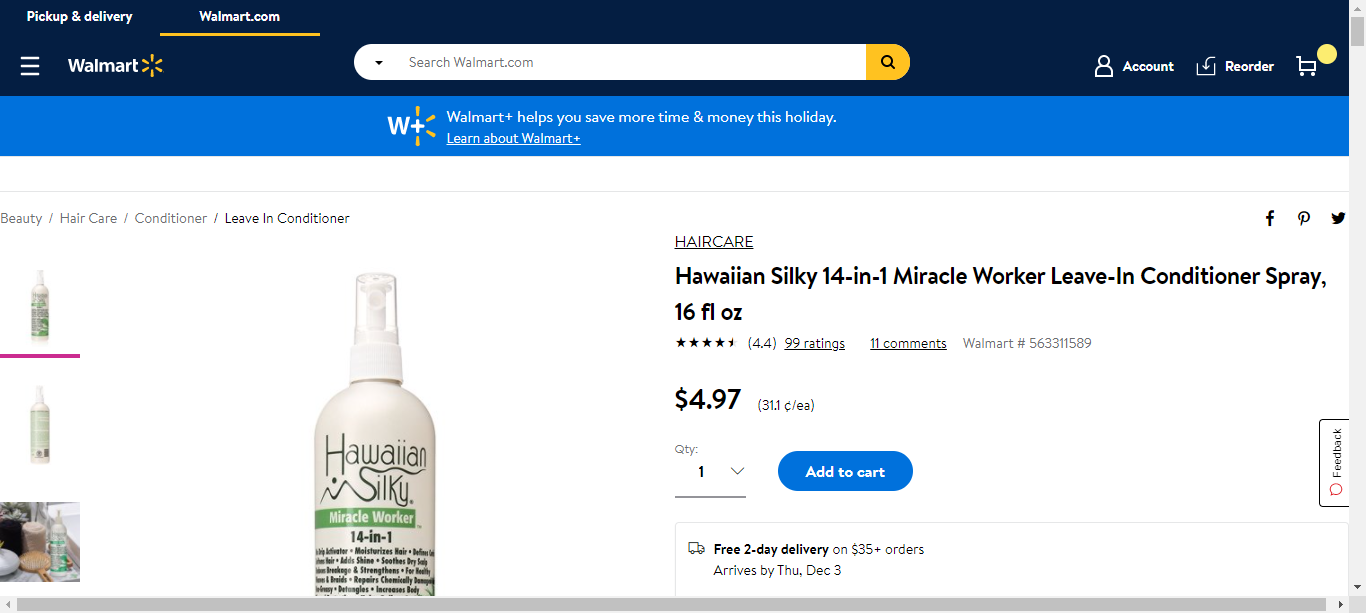 Pickup & delivery
Walmart.com
Walmart
Search Walmart.com
Account
Reorder
W+
Walmart+ helps you save more time & money this holiday.
Learn about Walmart+
Beauty / Hair Care / Conditioner / Leave In Conditioner
HAIRCARE
Hawaiian Silky 14-in-1 Miracle Worker Leave-In Conditioner Spray,
16 fl oz
(4.4) 99 ratings 11 comments Walmart # 563311589
$4.97 (31.1 ¢/ea)
Qty:
1
Add to cart
Free 2-day delivery on $35+ orders
Arrives by Thu, Dec 3
Feedback
Hawaiian
Silky
Miracle Worker
14-in-1
Activator • Moisturizes Hair • Defines
Hair • Adds Shine • Soothes Dry Scalp
Breakage & Strengthens • For Healthy
& Braids • Repairs Chemically Damaged
• Detangles • Increases Body